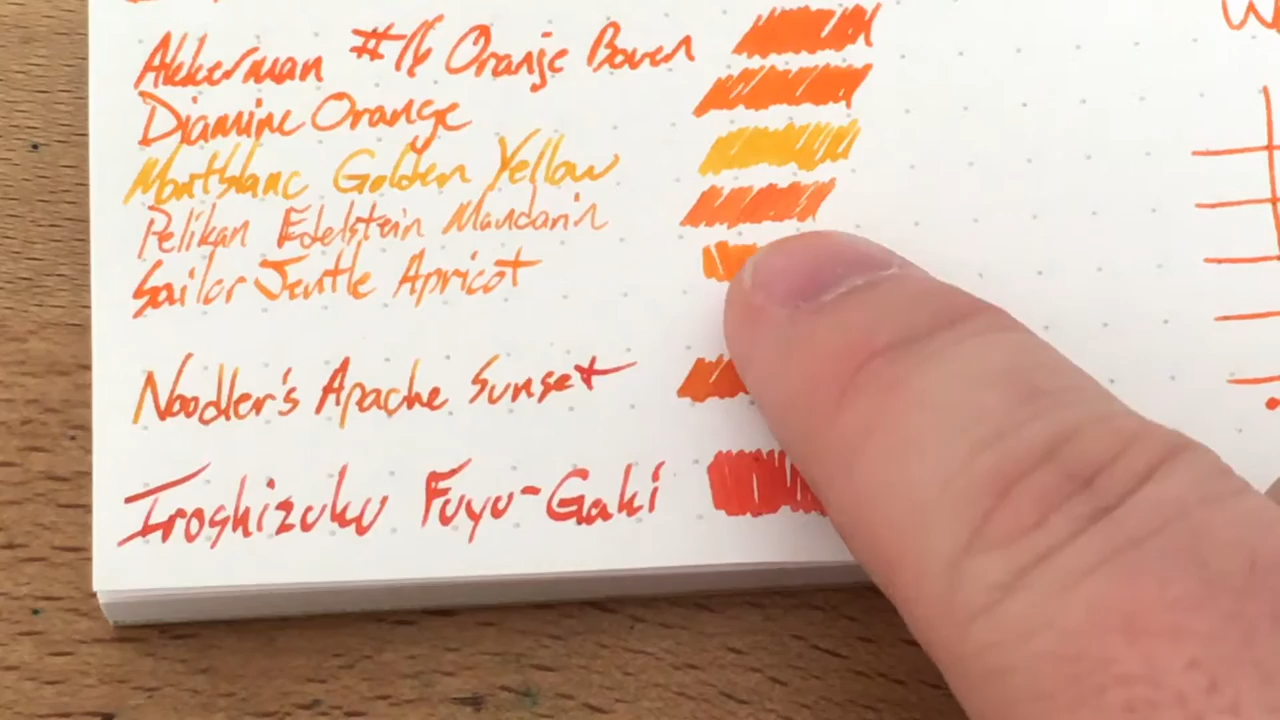 Akkerman #16 Oranje Boven
Diamine Orange
Montblanc Golden Yellow
Pelikan Edelstein Mandarin
Sailor Jentle Apricot
Noodler's Apache Sunset
Iroshizuku Fuyu-Gaki